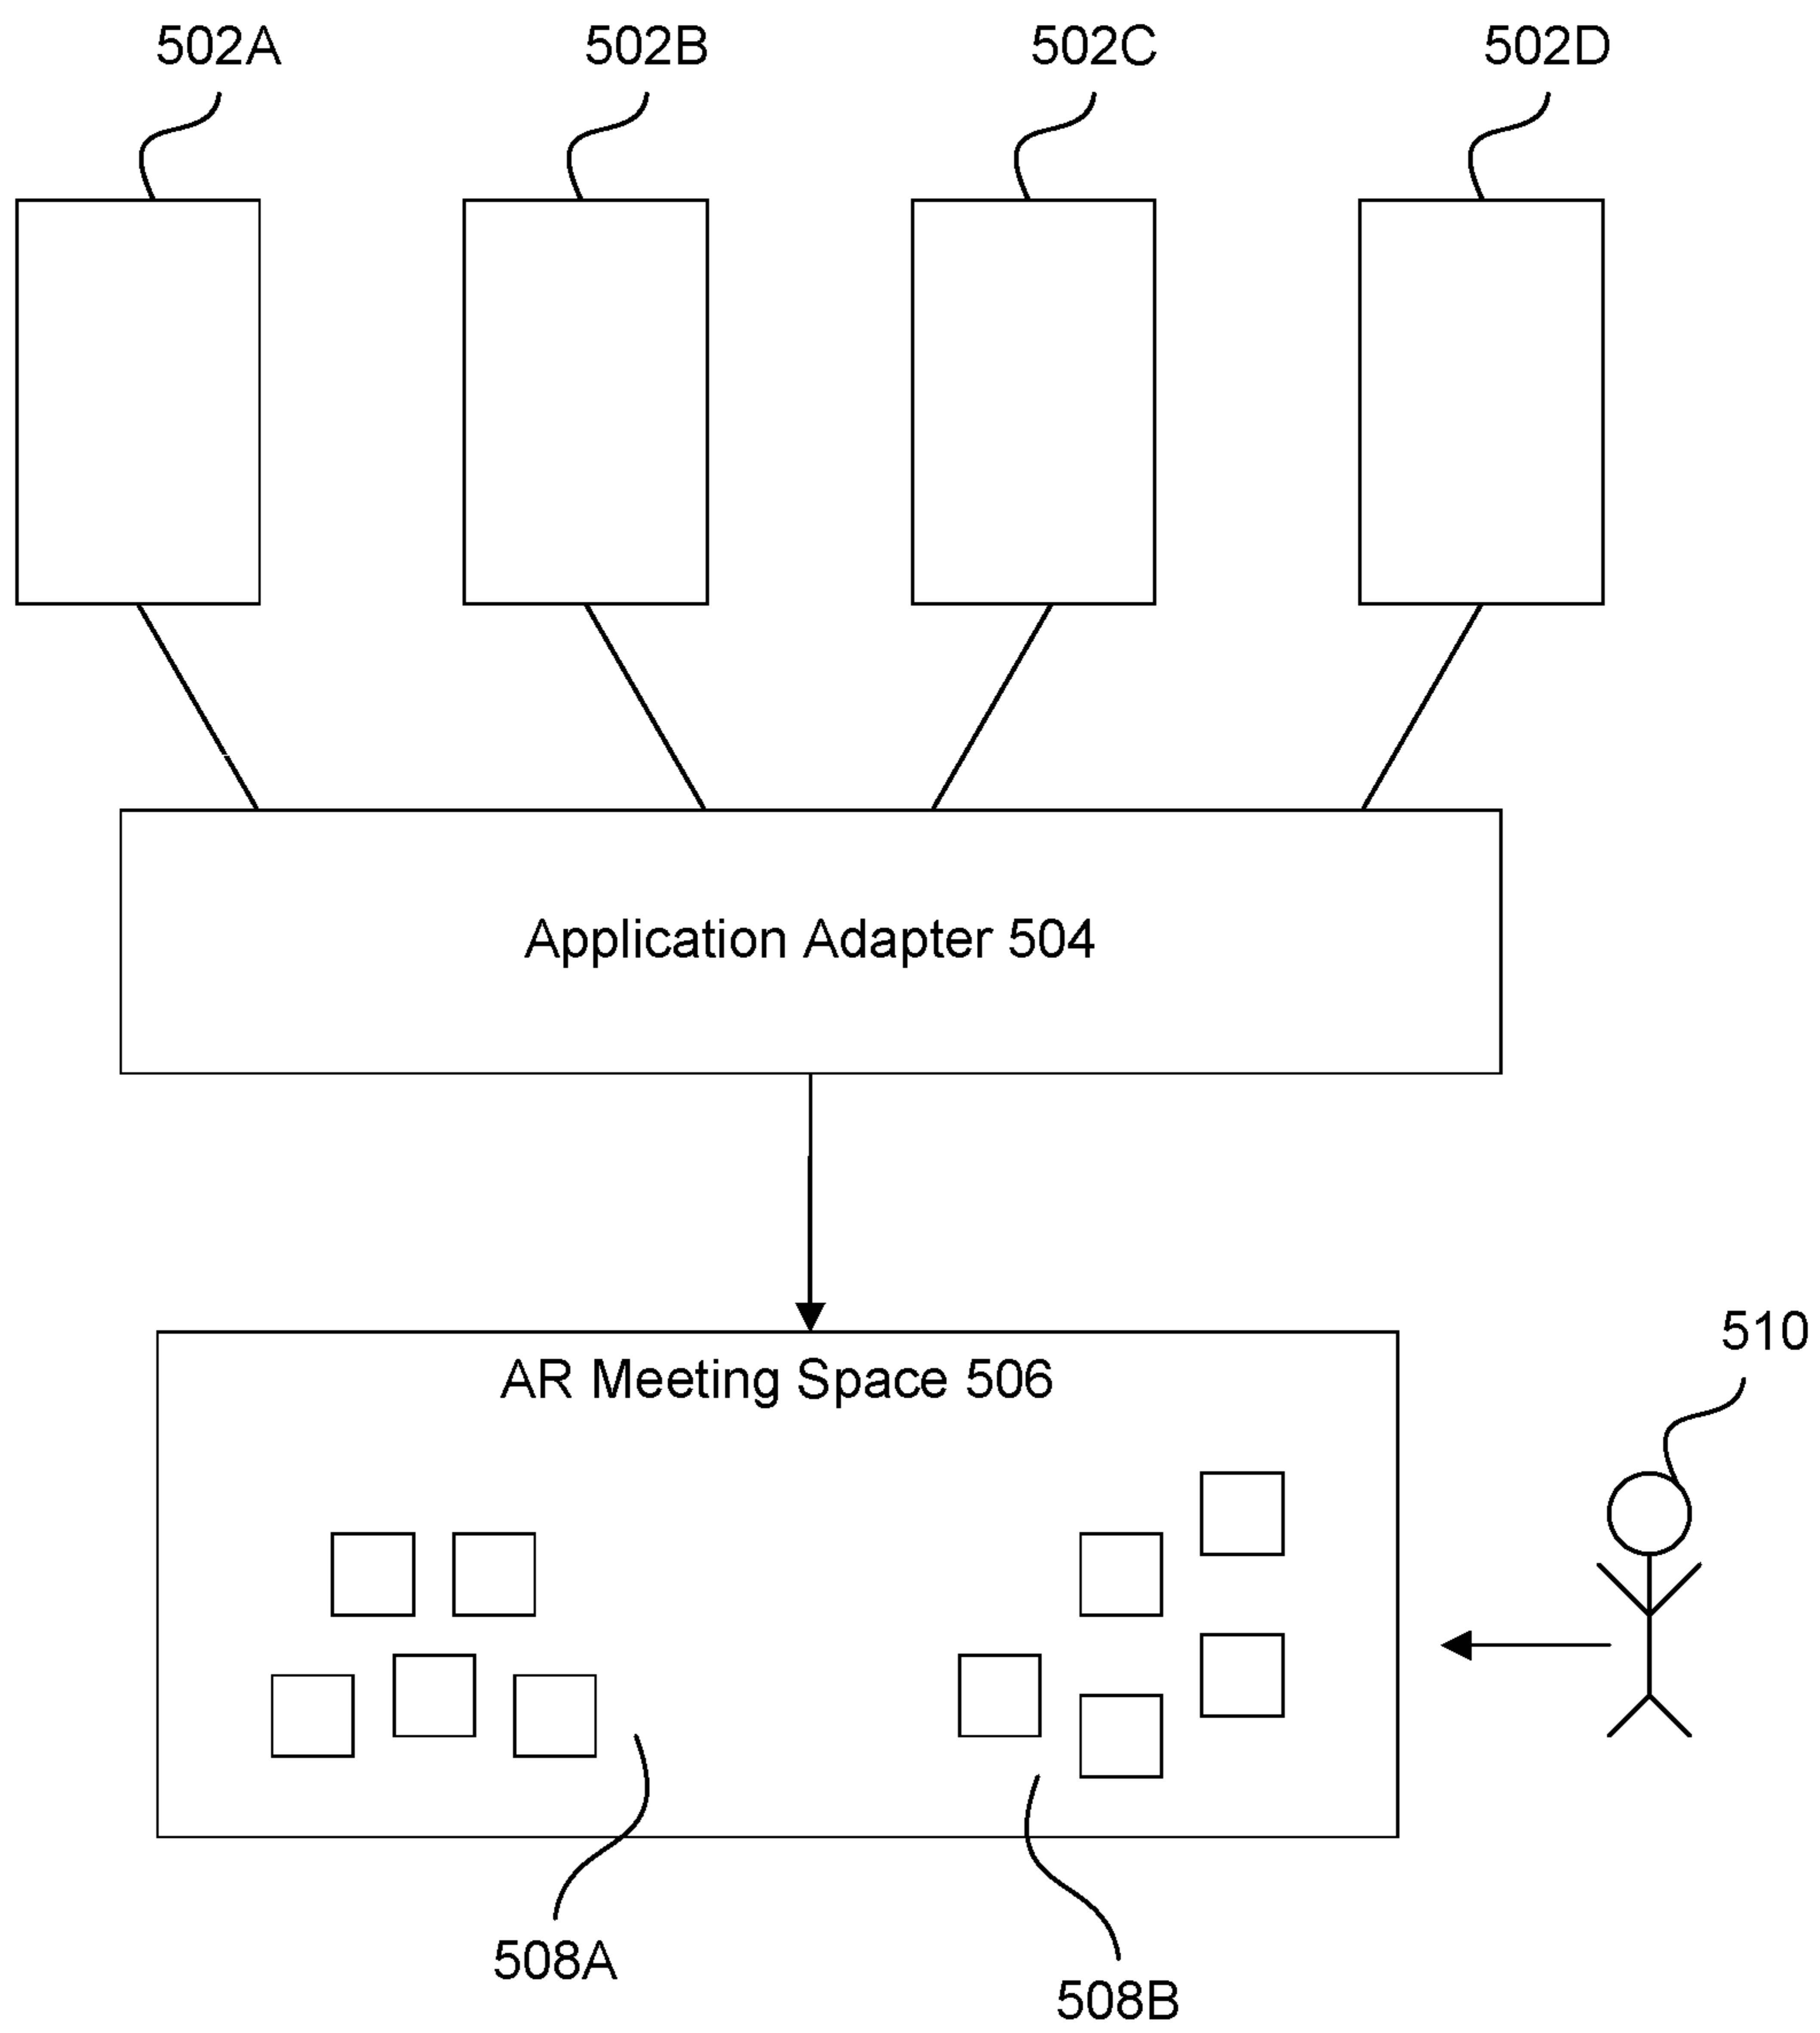 502A
502B
502C
502D
Application Adapter 504
AR Meeting Space 506
510
508A
508B